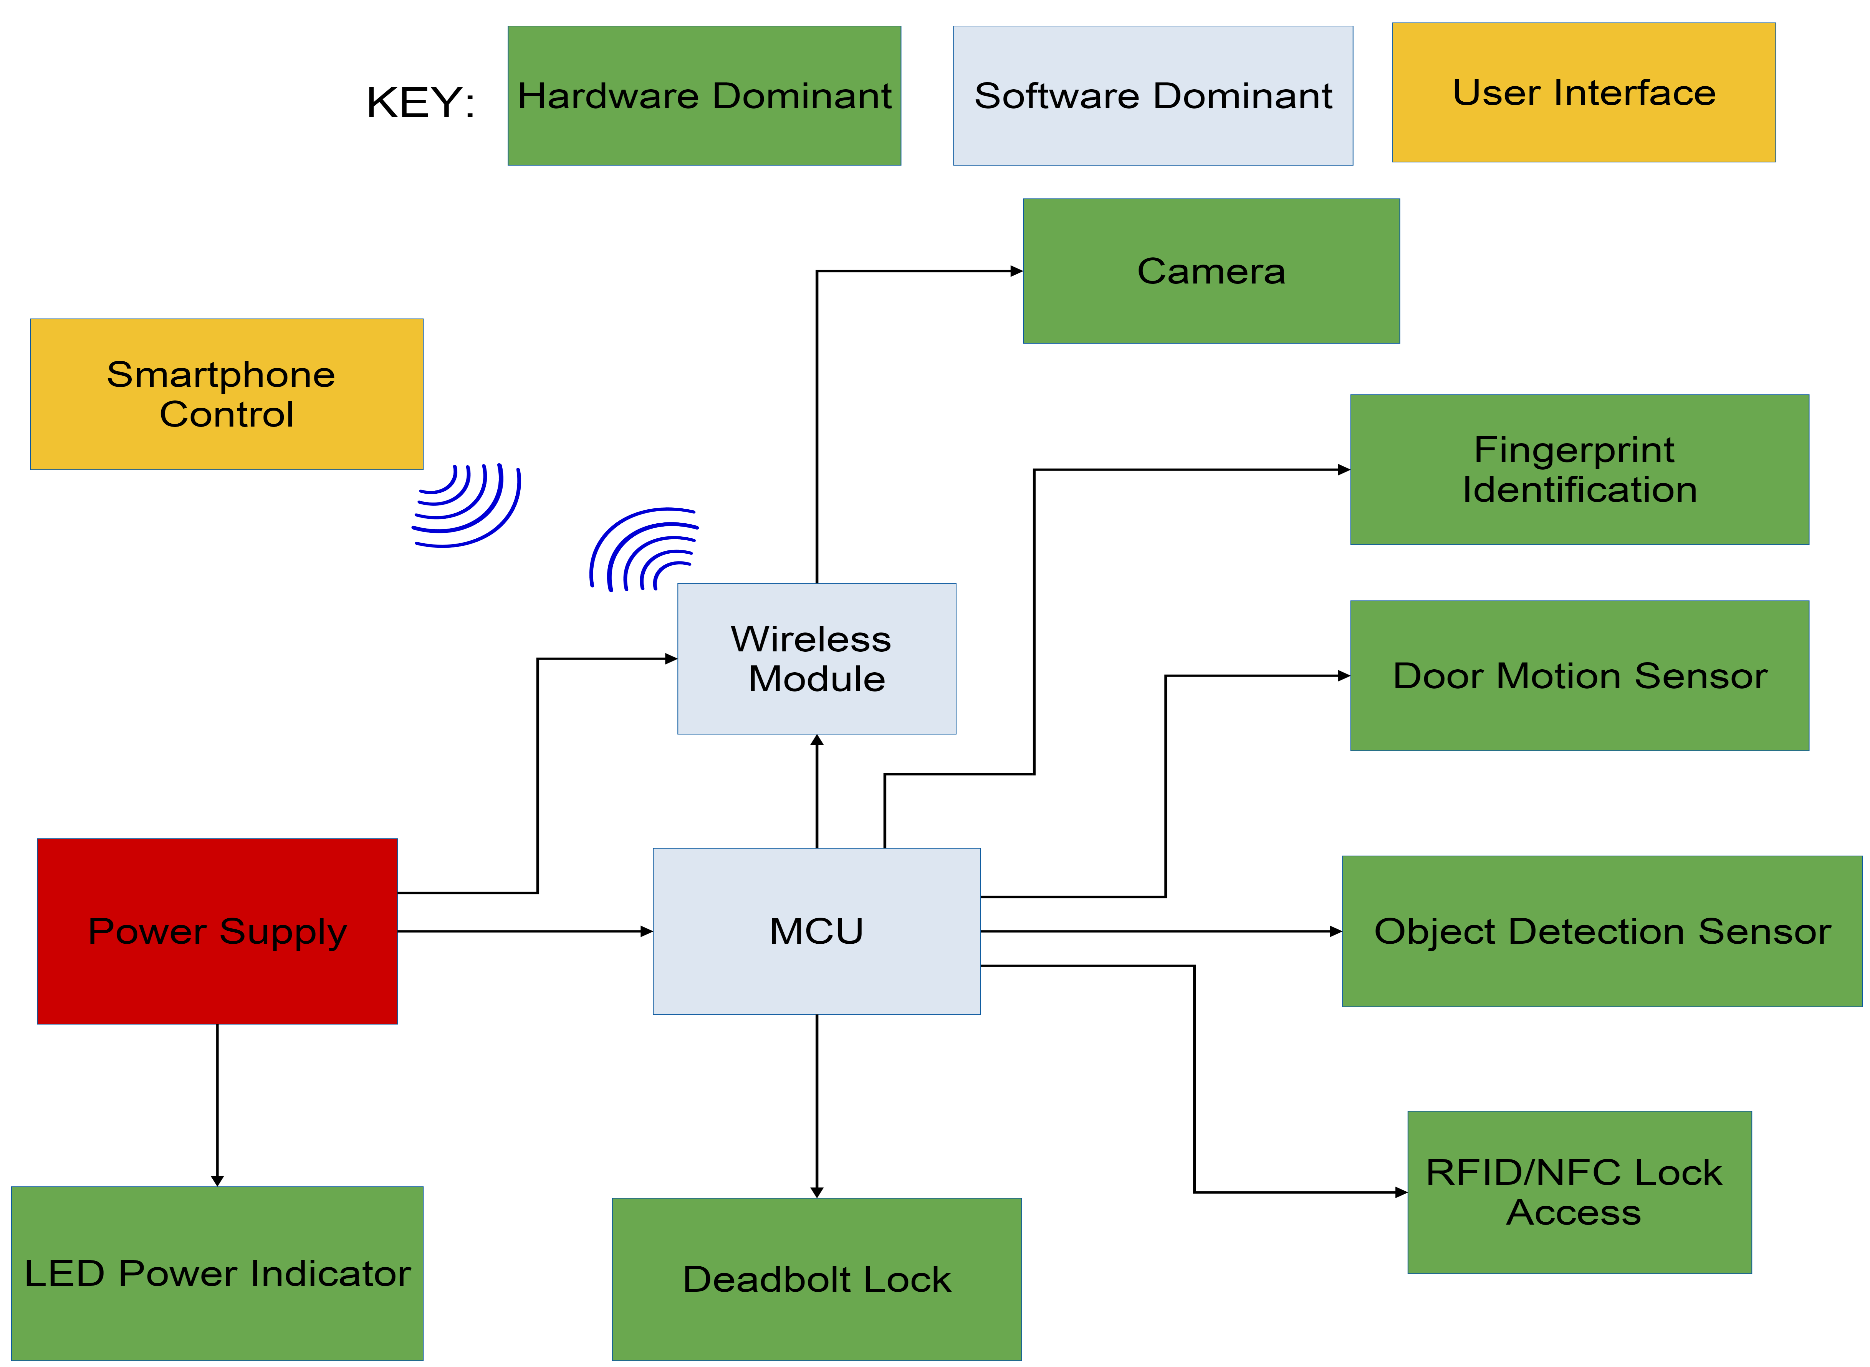 KEY:
Hardware Dominant
Software Dominant
User Interface
Camera
Smartphone
Control
Fingerprint
Identification
Wireless
Module
Door Motion Sensor
Power Supply
MCU
Object Detection Sensor
RFID/NFC Lock
Access
LED Power Indicator
Deadbolt Lock